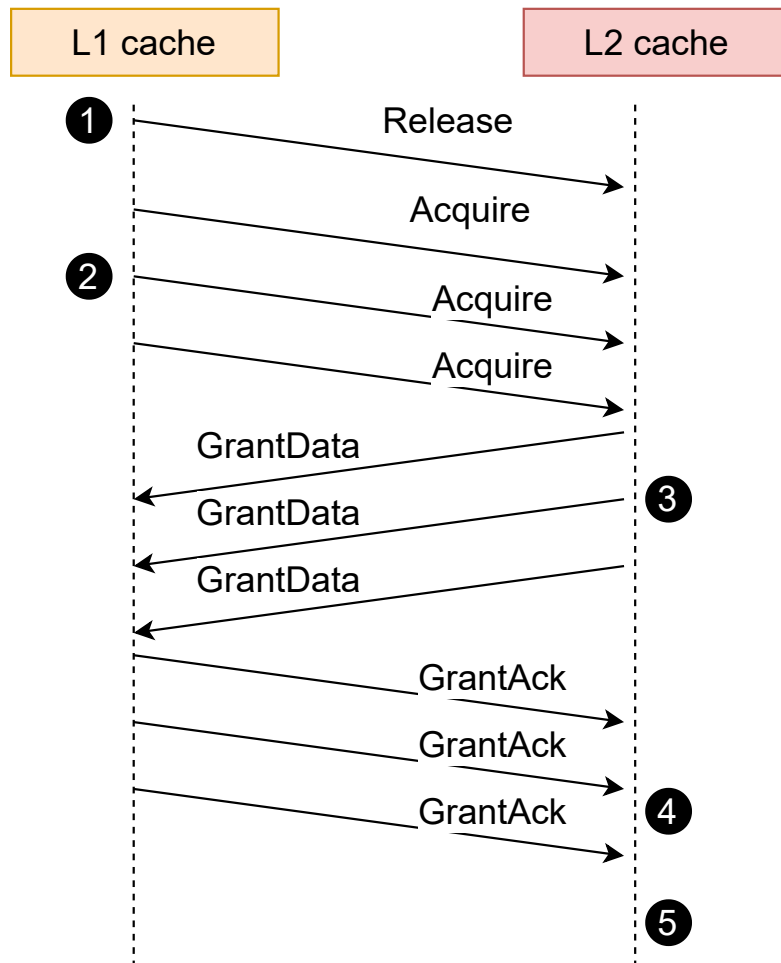 L1 cache
L2 cache
1
Release
Acquire
2
Acquire
Acquire
GrantData
3
GrantData
GrantData
GrantAck
GrantAck
4
GrantAck
5